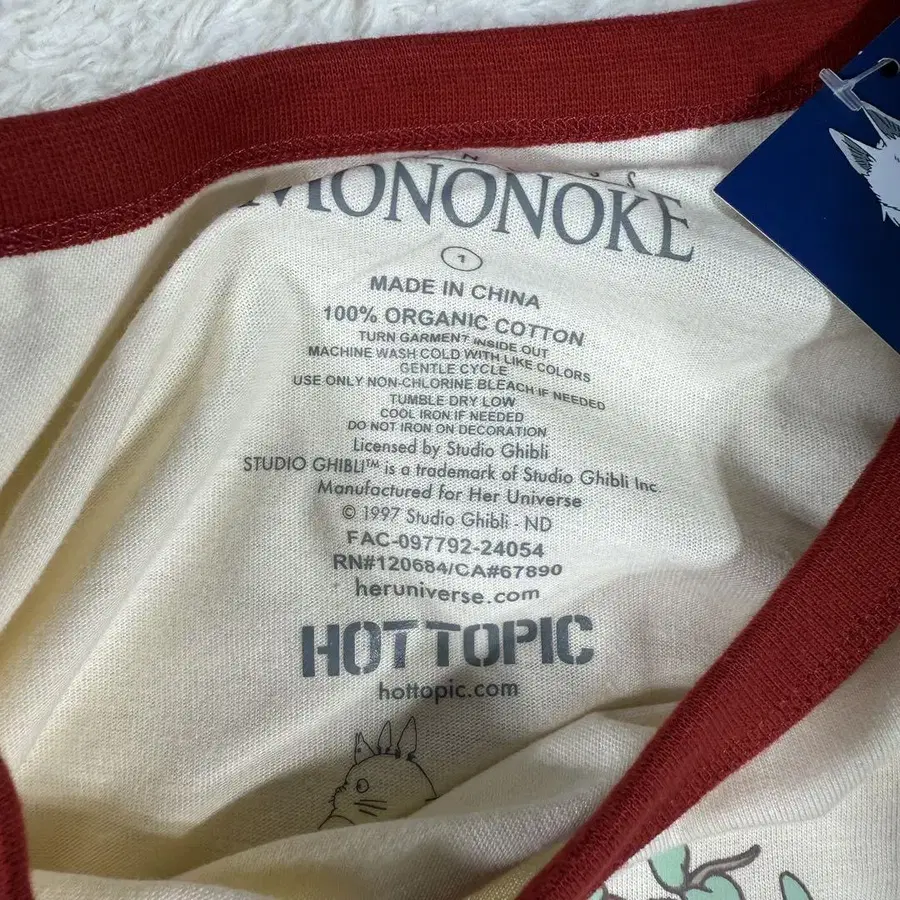 MONONOKE
1
MADE IN CHINA
100% ORGANIC COTTON
TURN GARMENT INSIDE OUT
MACHINE WASH COLD WITH LIKE COLORS
GENTLE CYCLE
USE ONLY NON-CHLORINE BLEACH IF NEEDED
TUMBLE DRY LOW
COOL IRON IF NEEDED
DO NOT IRON ON DECORATION
Licensed by Studio Ghibli
STUDIO GHIBLI™ is a trademark of Studio Ghibli Inc.
Manufactured for Her Universe
© 1997 Studio Ghibli - ND
FAC-097792-24054
RN#120684/CA#67890
heruniverse.com
HOT TOPIC
hottopic.com